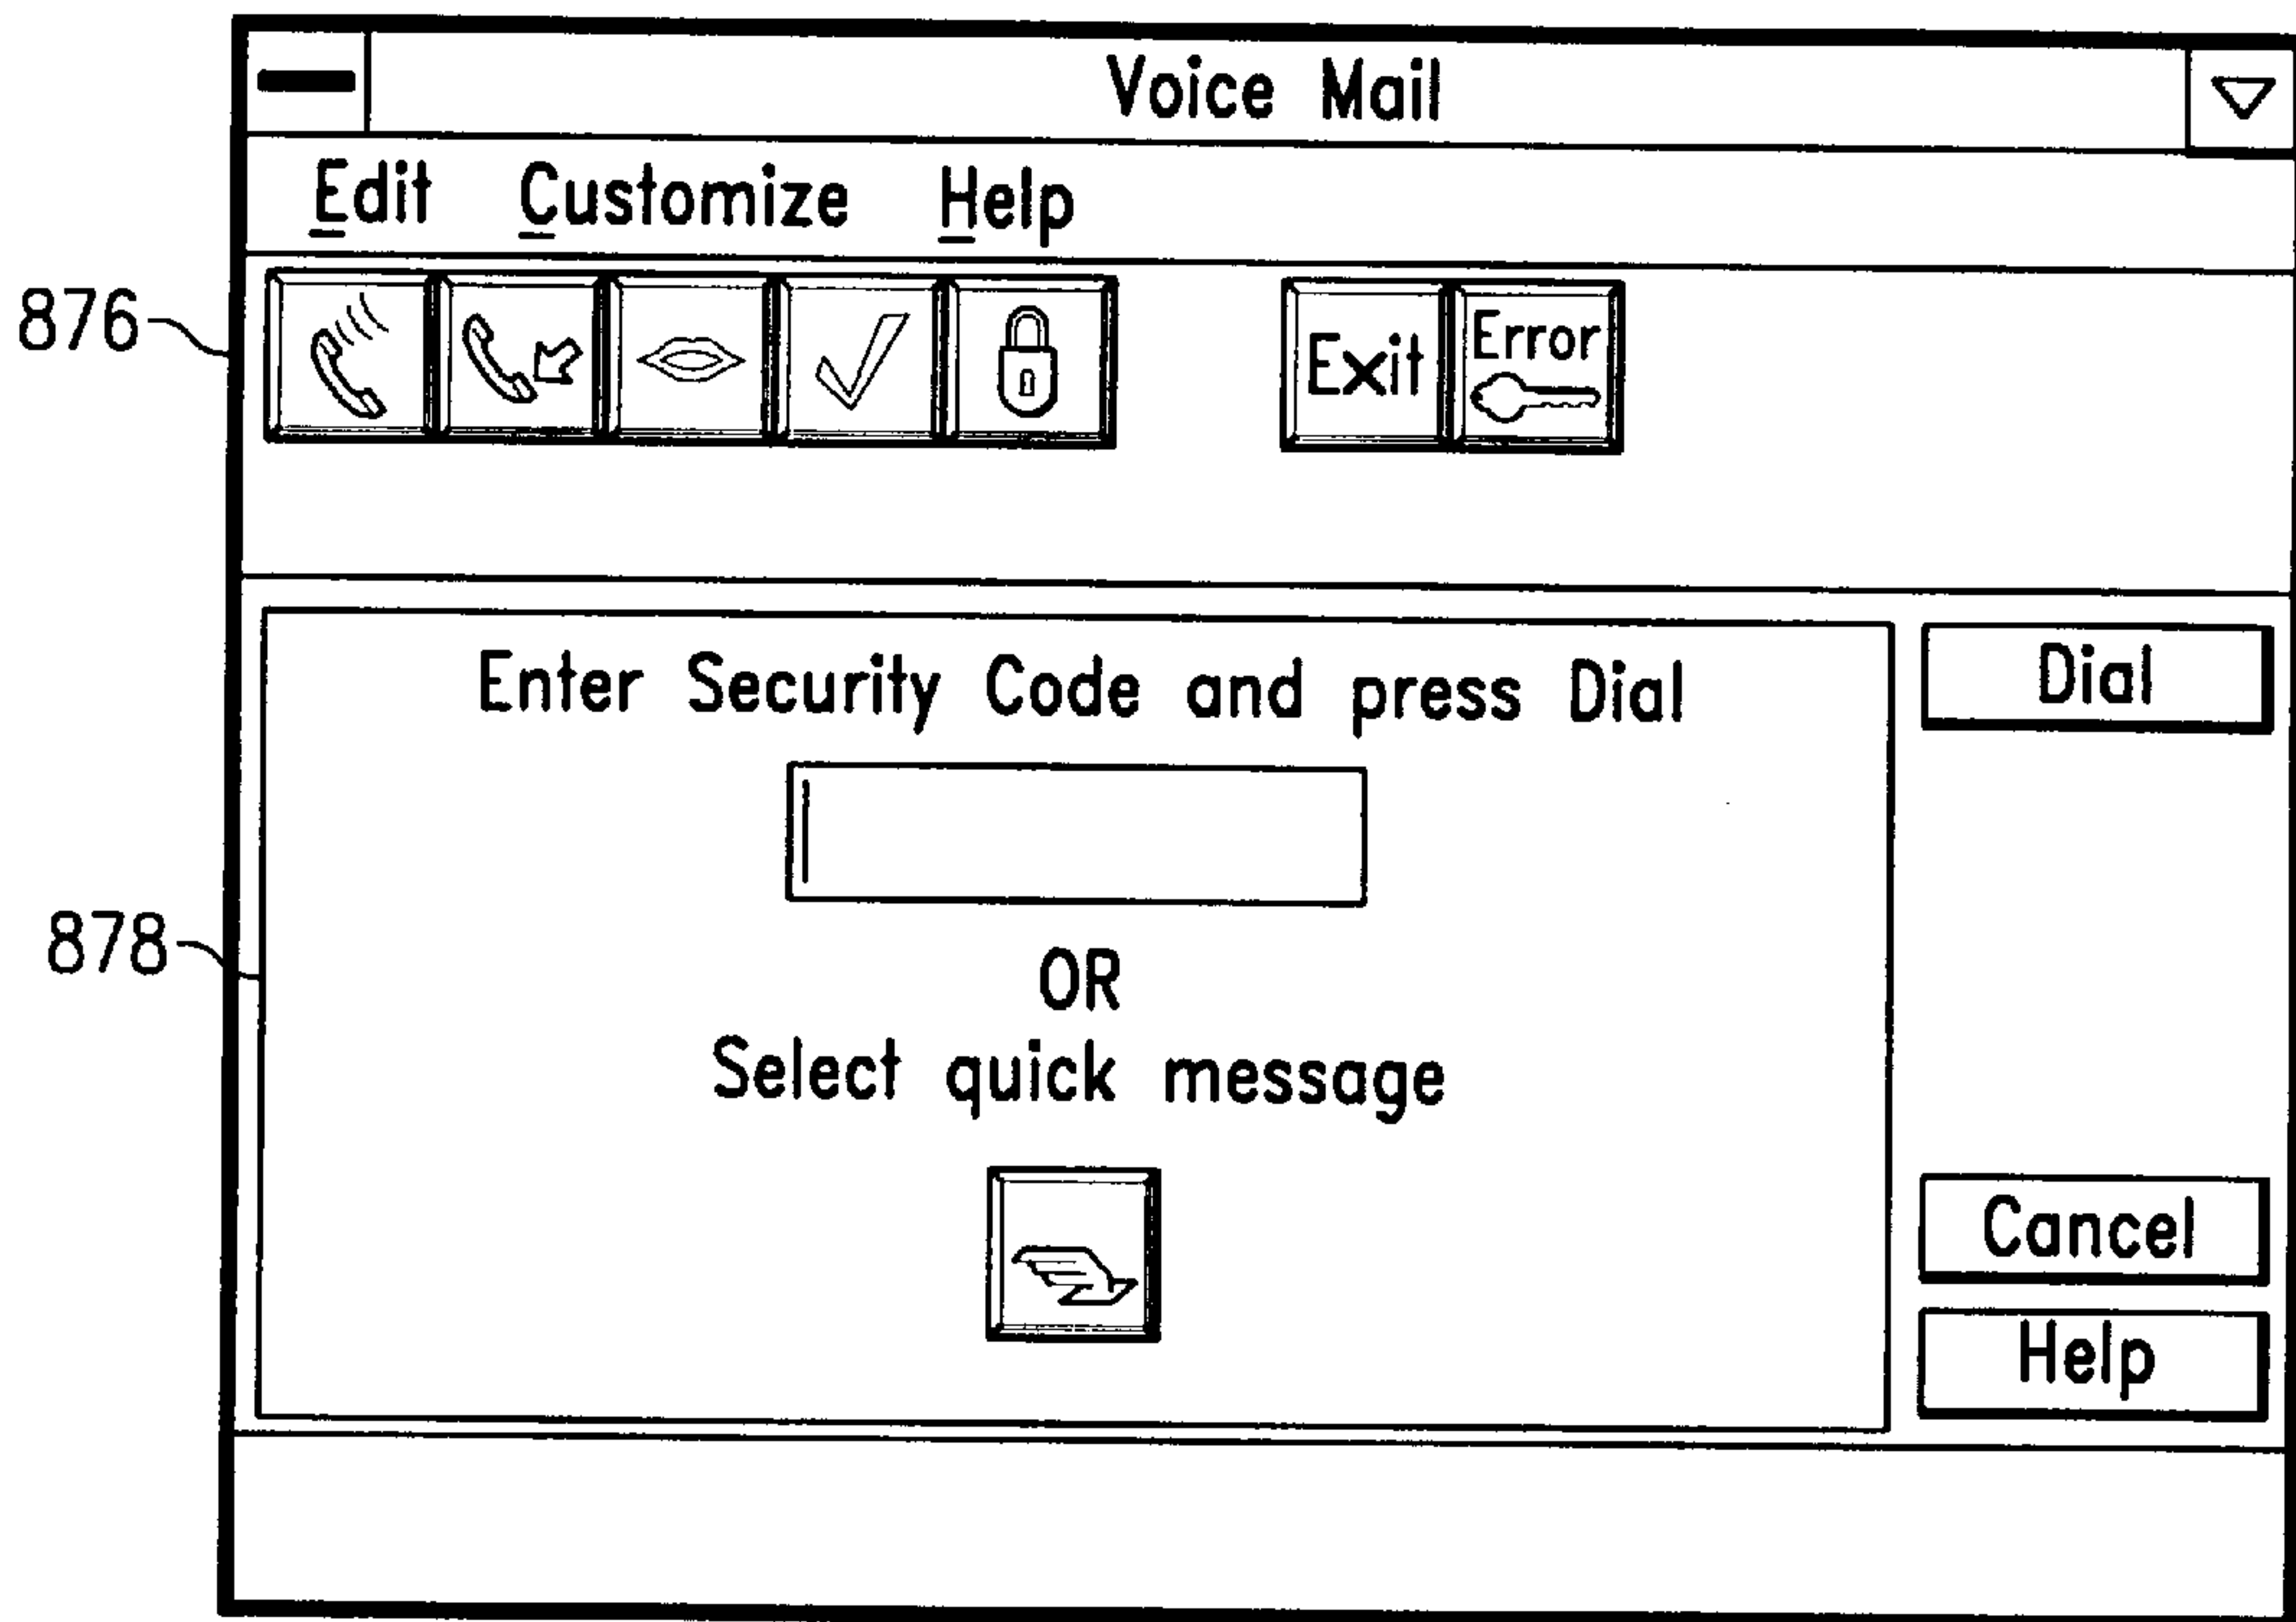 Voice Mail
Edit Customize Help
876
Exit
Error
Enter Security Code and press Dial
Dial
878
OR
Select quick message
Cancel
Help